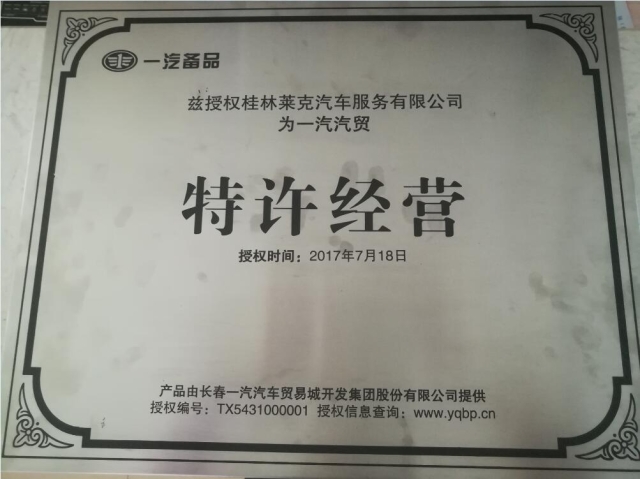 一汽备品
兹授权桂林莱克汽车服务有限公司
为一汽汽贸
特许经营
授权时间：2017年7月18日
产品由长春一汽汽车贸易城开发集团股份有限公司提供
授权编号：TX5431000001 授权信息查询：www.yqbp.cn